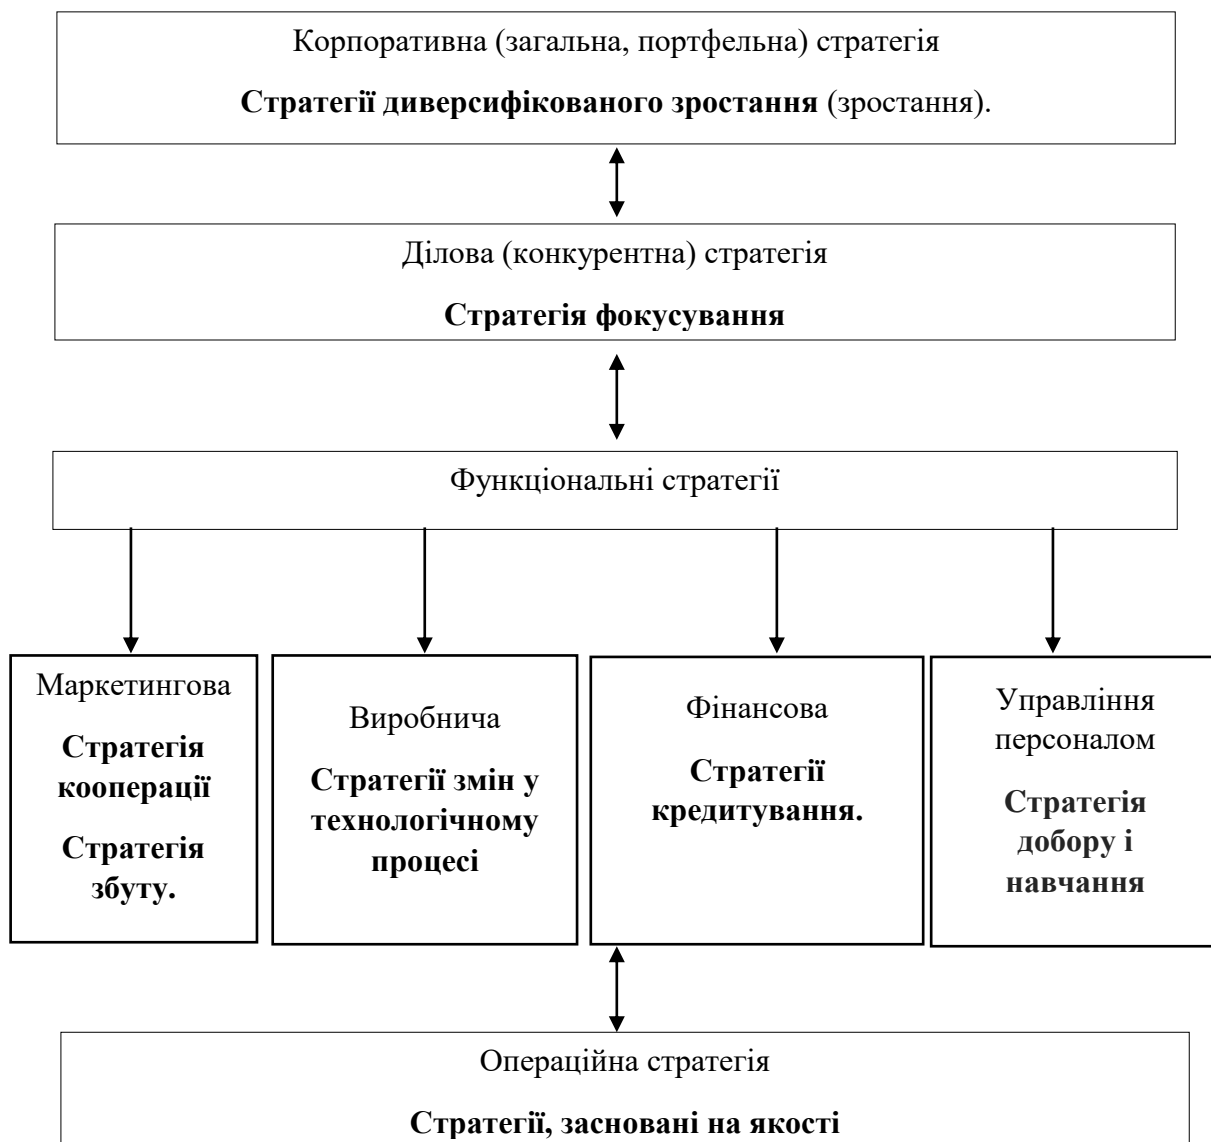 Корпоративна (загальна, портфельна) стратегія
Стратегії диверсифікованого зростання (зростання).
Ділова (конкурентна) стратегія
Стратегія фокусування
Функціональні стратегії
Маркетингова
Стратегія
кооперації
Стратегія
збуту.
Виробнича
Стратегії змін у
технологічному
процесі
Фінансова
Стратегії
кредитування.
Управління
персоналом
Стратегія
добору і
навчання
Операційна стратегія
Стратегії, засновані на якості